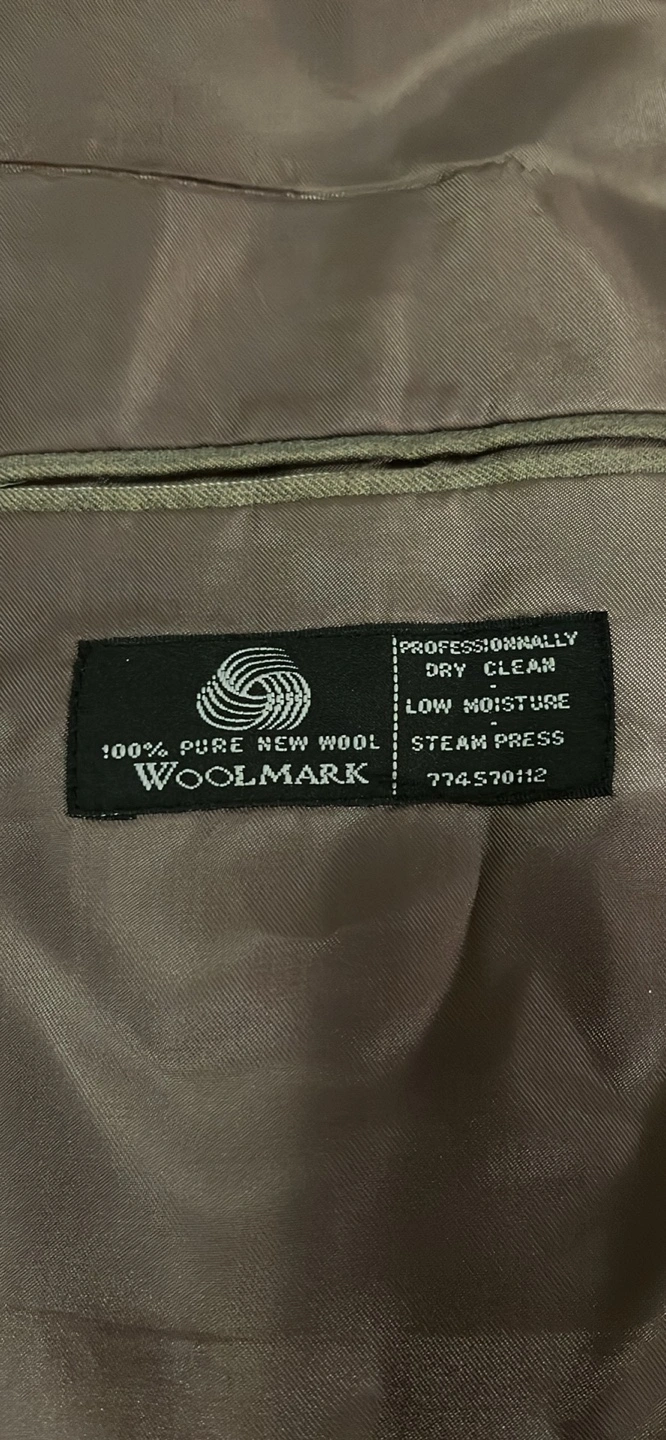 100% PURE NEW WOOL
WOOLMARK
PROFESSIONNALLY
DRY CLEAN
-
LOW MOISTURE
-
STEAM PRESS
774570112